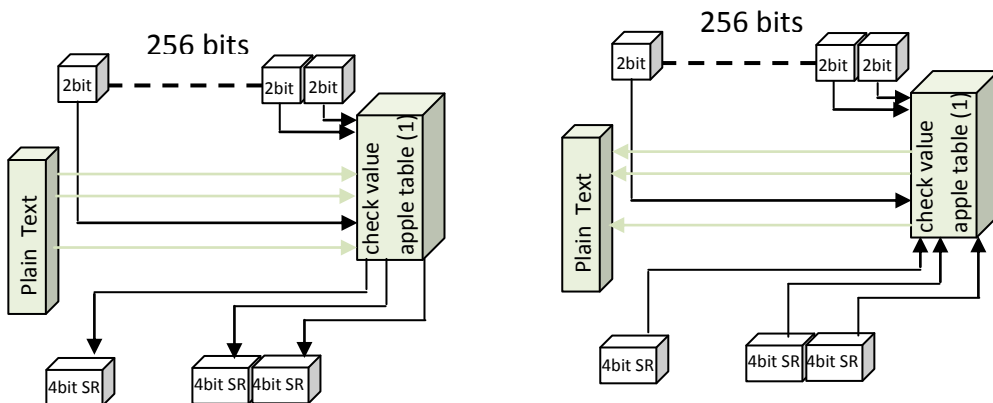 256 bits
2bit
2bit
2bit
Plain Text
check value
apple table (1)
4bit SR
4bit SR
4bit SR
256 bits
2bit
2bit
2bit
Plain Text
check value
apple table (1)
4bit SR
4bit SR
4bit SR